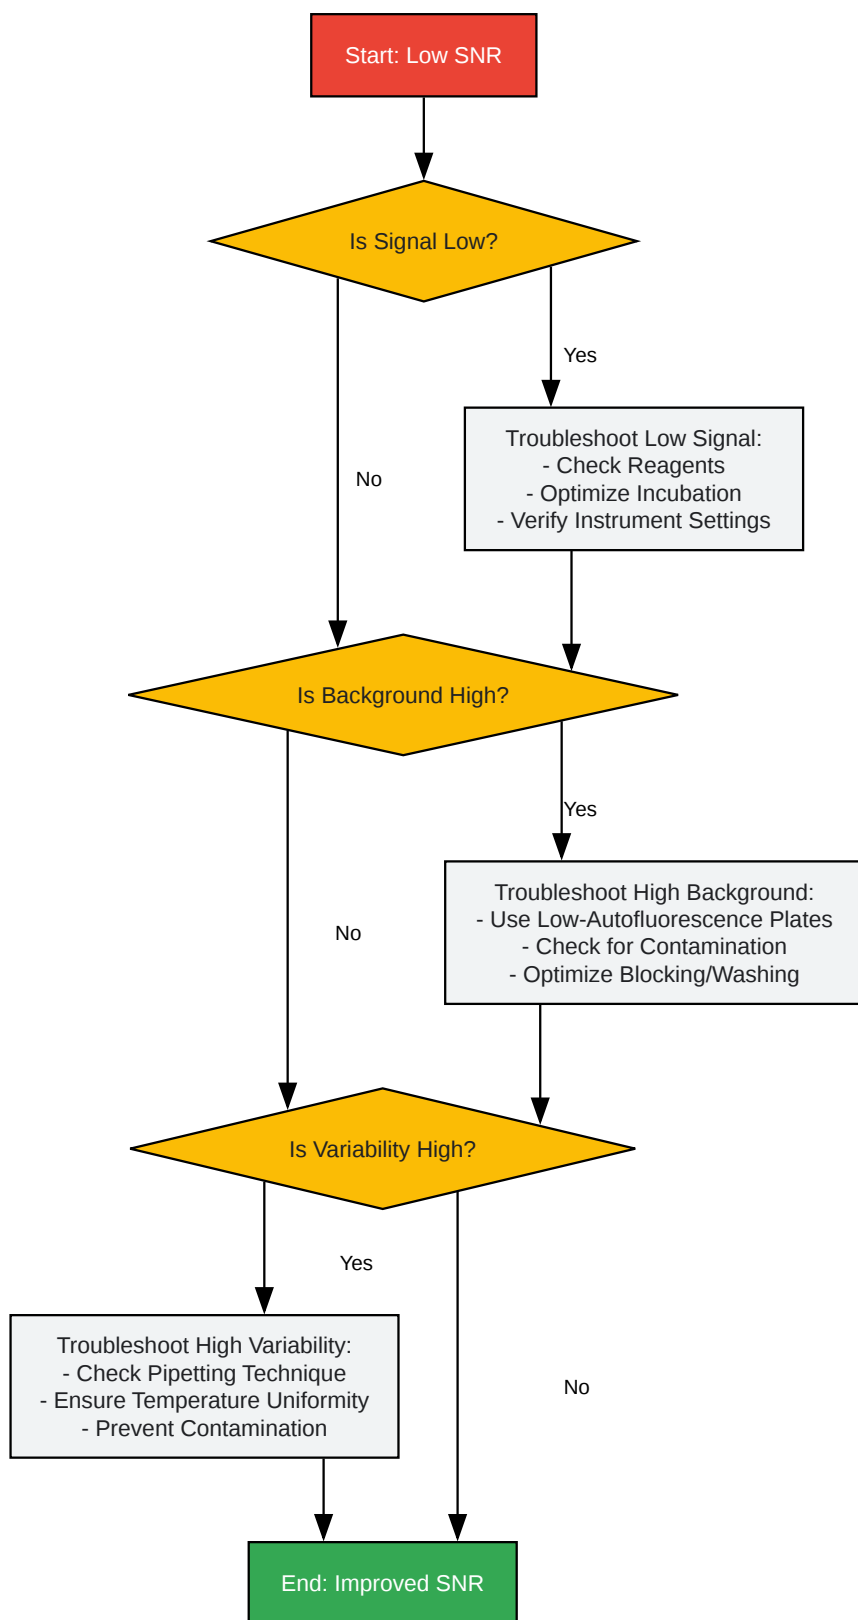 Start: Low SNR
Is Signal Low?
Yes
Troubleshoot Low Signal:
- Check Reagents
- Optimize Incubation
- Verify Instrument Settings
No
Is Background High?
Yes
Troubleshoot High Background:
- Use Low-Autofluorescence Plates
- Check for Contamination
- Optimize Blocking/Washing
No
Is Variability High?
Yes
Troubleshoot High Variability:
- Check Pipetting Technique
- Ensure Temperature Uniformity
- Prevent Contamination
No
End: Improved SNR